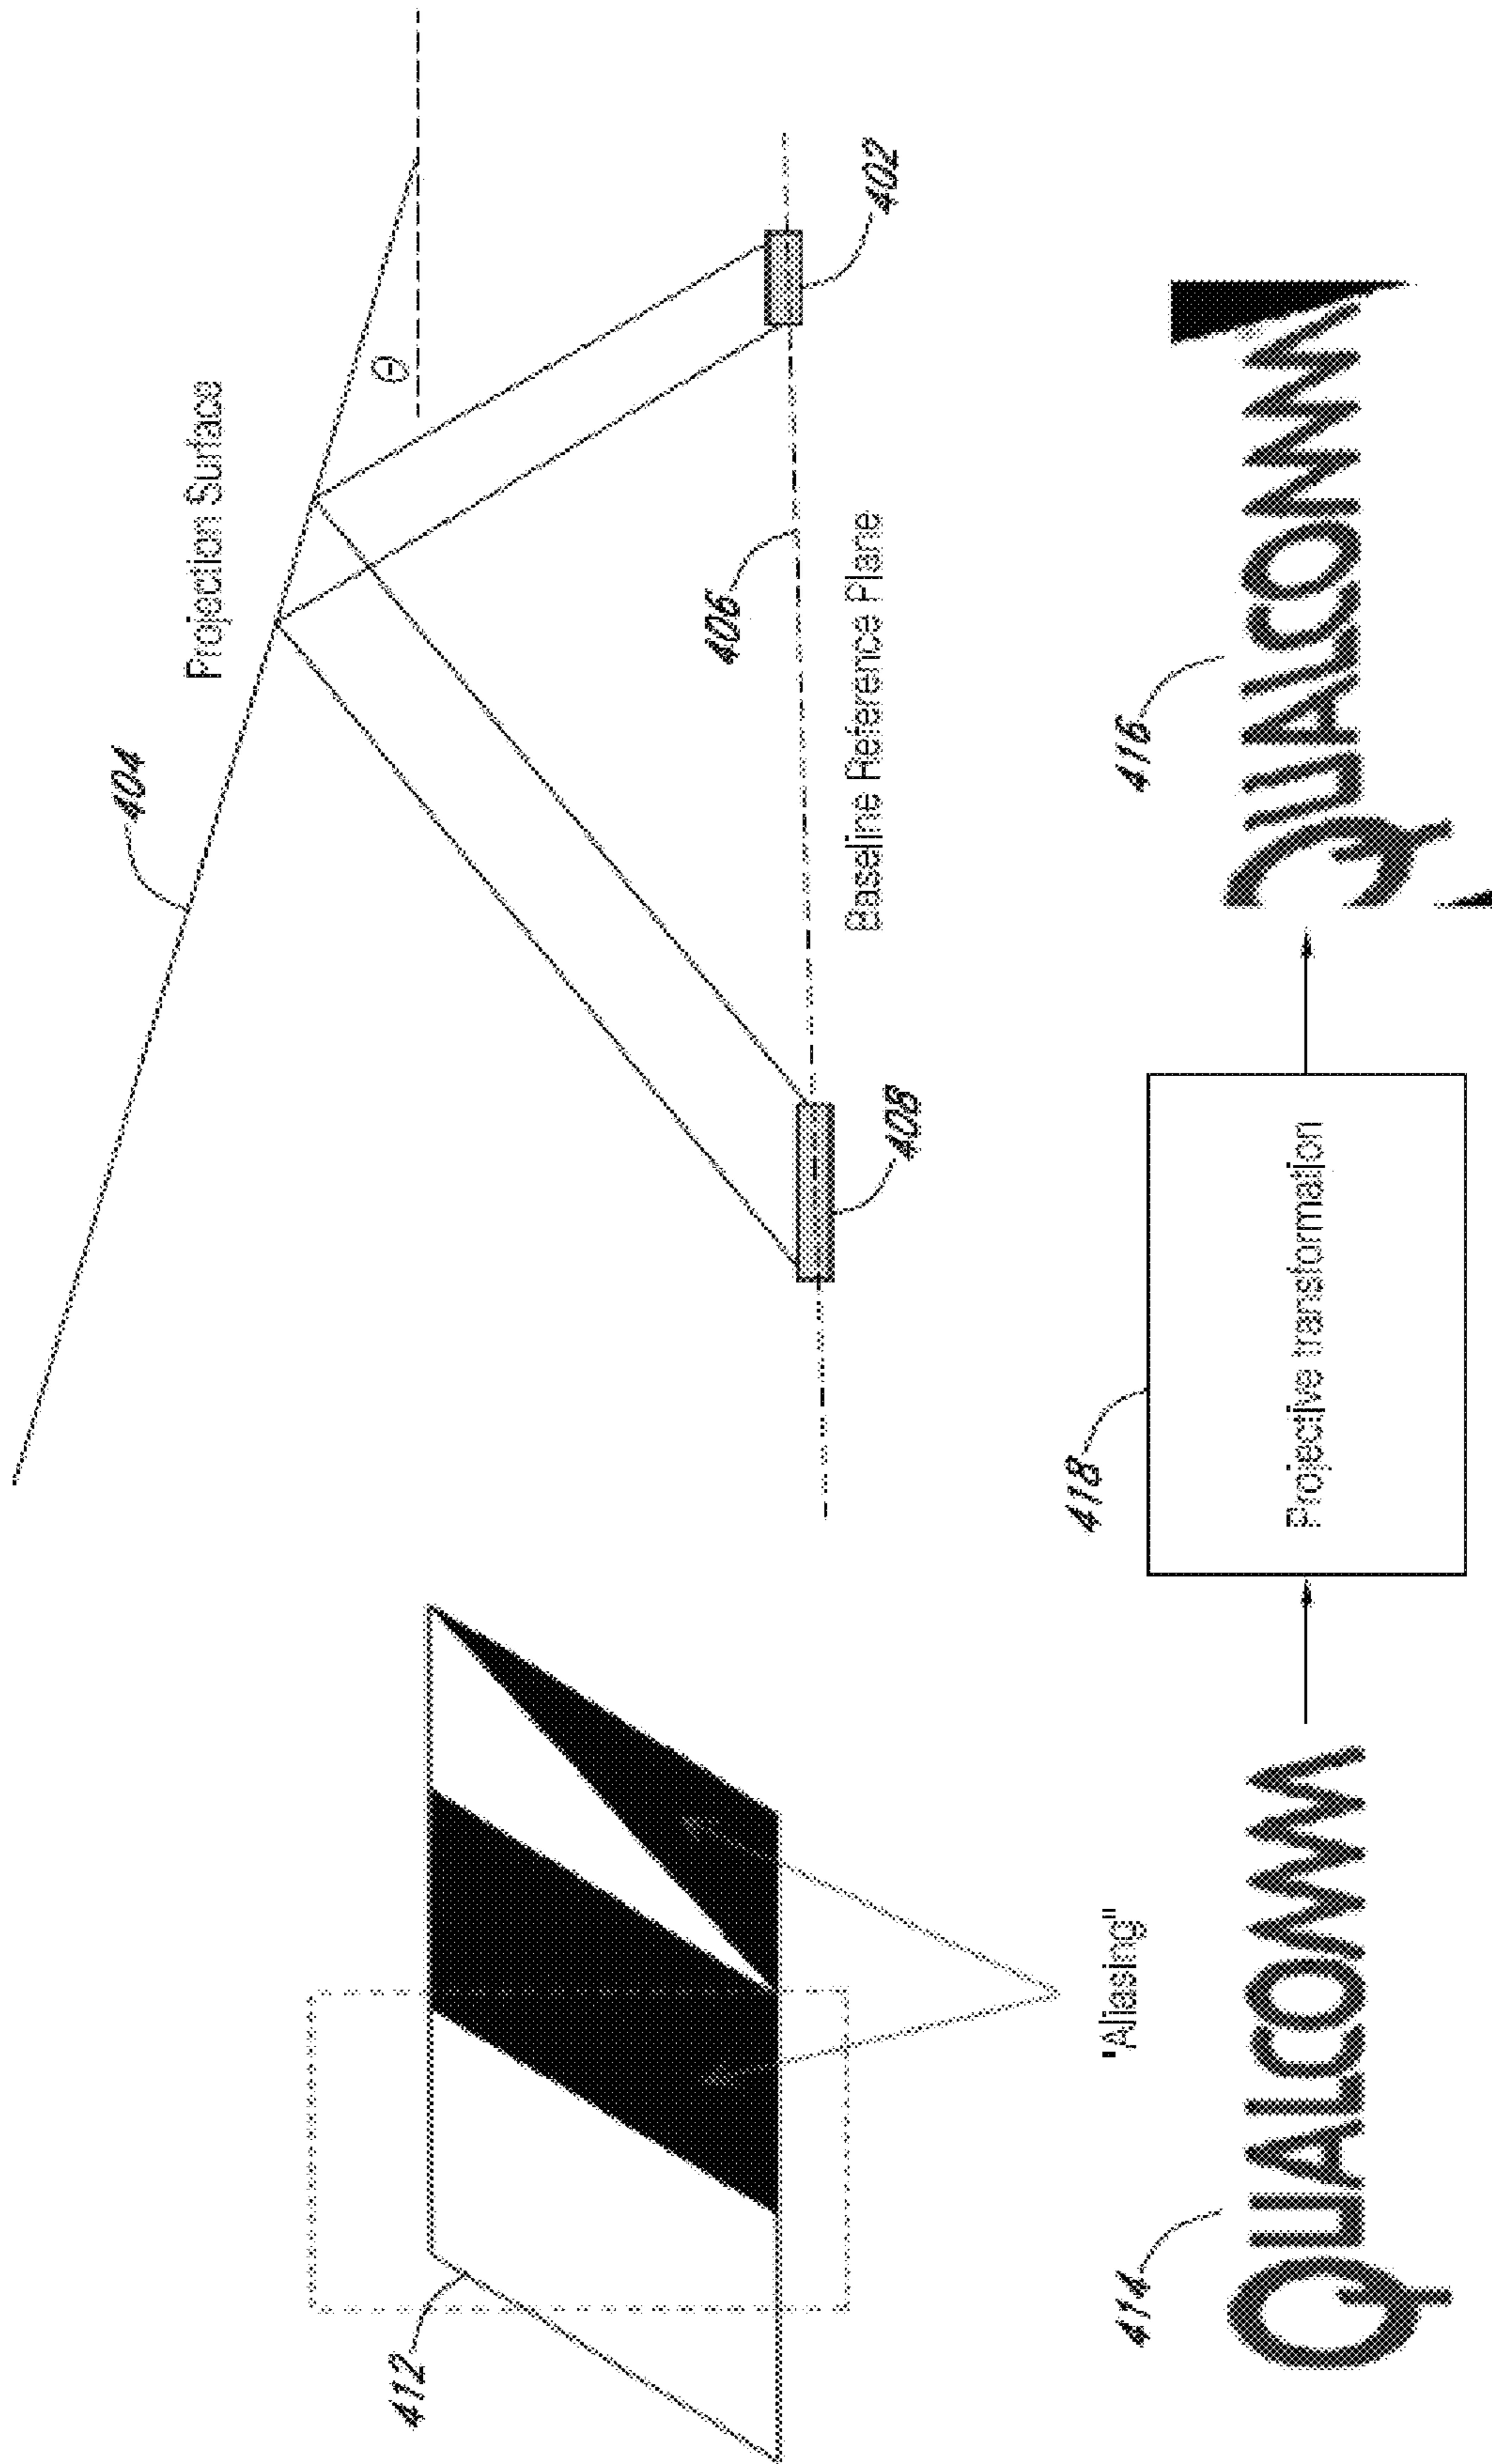 404
Projection Surface
Θ
412
406
402
408
Baseline Reference Plane
"Aliasing"
414
418
416
QUALCOMM
Projective transformation
QUALCOMM